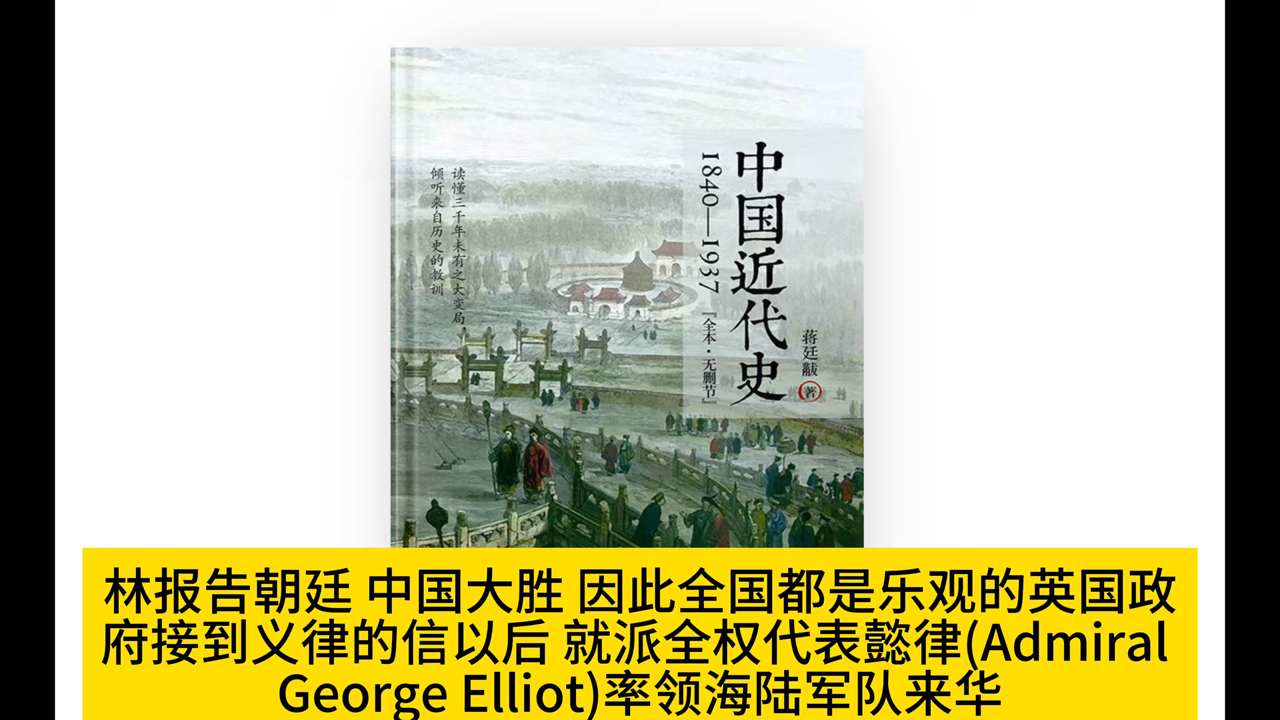 中国近代史
1840—1937
『全本·无删节』
蒋廷黻 著
读懂三千年未有之大变局,
倾听来自历史的教训
林报告朝廷 中国大胜 因此全国都是乐观的英国政
府接到义律的信以后 就派全权代表懿律(Admiral
George Elliot)率领海陆军队来华